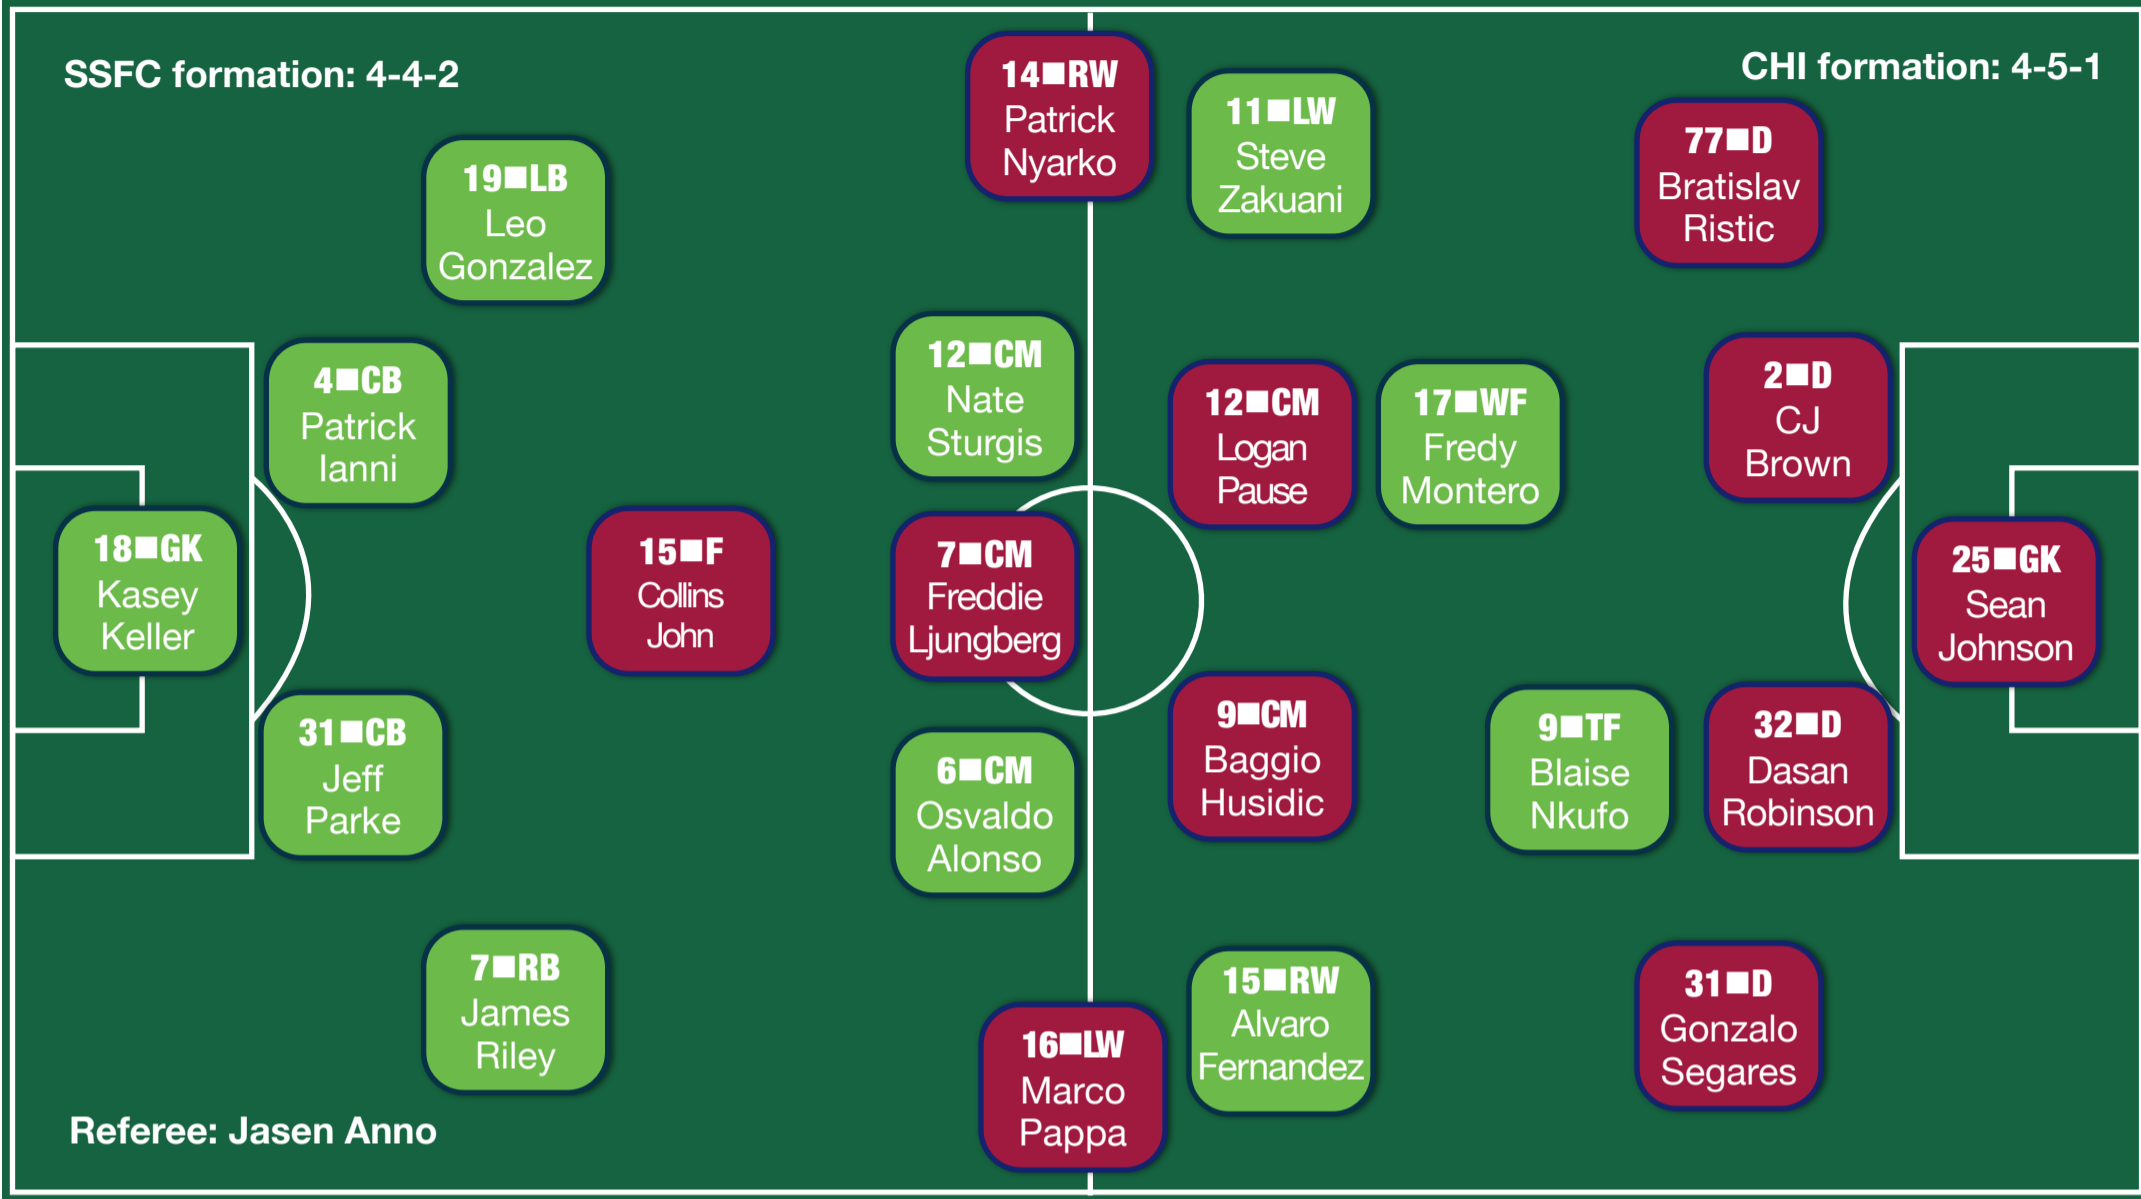 SSFC formation: 4-4-2
CHI formation: 4-5-1
14■RW
Patrick
Nyarko
11■LW
Steve
Zakuani
77■D
Bratislav
Ristic
19■LB
Leo
Gonzalez
12■CM
Nate
Sturgis
4■CB
Patrick
Ianni
12■CM
Logan
Pause
17■WF
Fredy
Montero
2■D
CJ
Brown
18■GK
Kasey
Keller
15■F
Collins
John
7■CM
Freddie
Ljungberg
25■GK
Sean
Johnson
31■CB
Jeff
Parke
6■CM
Osvaldo
Alonso
9■CM
Baggio
Husidic
9■TF
Blaise
Nkufo
32■D
Dasan
Robinson
7■RB
James
Riley
15■RW
Alvaro
Fernandez
31■D
Gonzalo
Segares
16■LW
Marco
Pappa
Referee: Jasen Anno